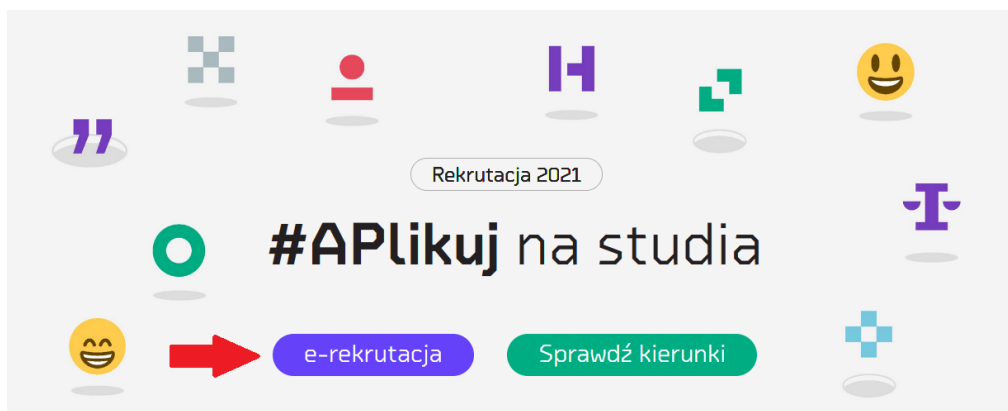 Rekrutacja 2021
#APlikuj na studia
e-rekrutacja
Sprawdź kierunki